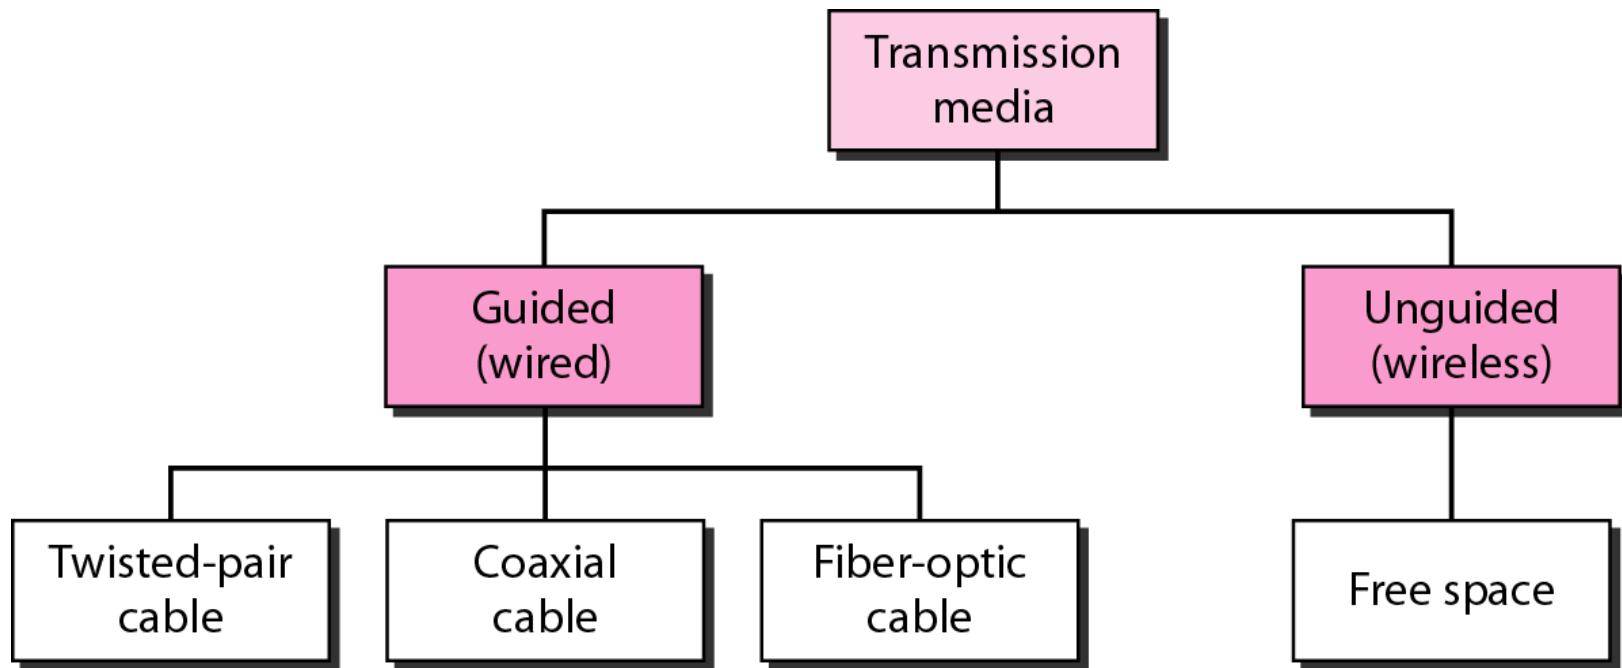 Transmission
media
Guided
(wired)
Unguided
(wireless)
Twisted-pair
cable
Coaxial
cable
Fiber-optic
cable
Free space